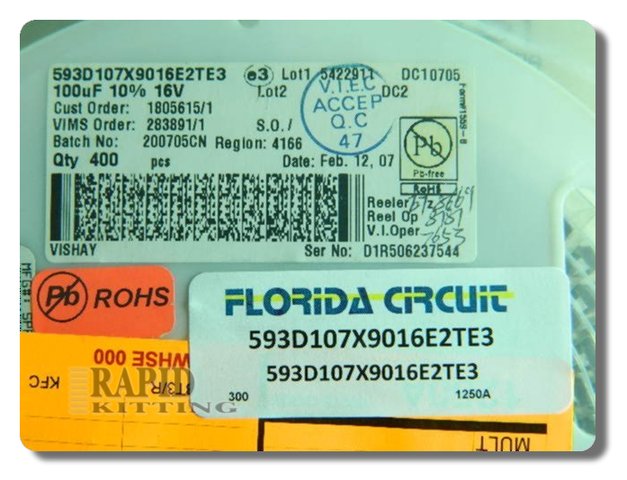 593D107X9016E2TE3 e3 Lot1 5422911 DC10705
100uF 10% 16V Lot2 DC2
Cust Order: 1805615/1
VIMS Order: 283891/1 S.O./
Batch No: 200705CN Region: 4166
Qty 400 pcs Date: Feb. 12, 07
V.I.E.C
ACCEP
Q.C
47
Pb
Pb-free
RoHS
Reeler
Reel Op
V.I.Oper
VISHAY Ser No: D1R506237544
Pb ROHS
FLORIDA CIRCUIT
593D107X9016E2TE3
593D107X9016E2TE3
300 1250A
WHSE 000
KFC
BT3/R
RAPID
KITTING
MULT